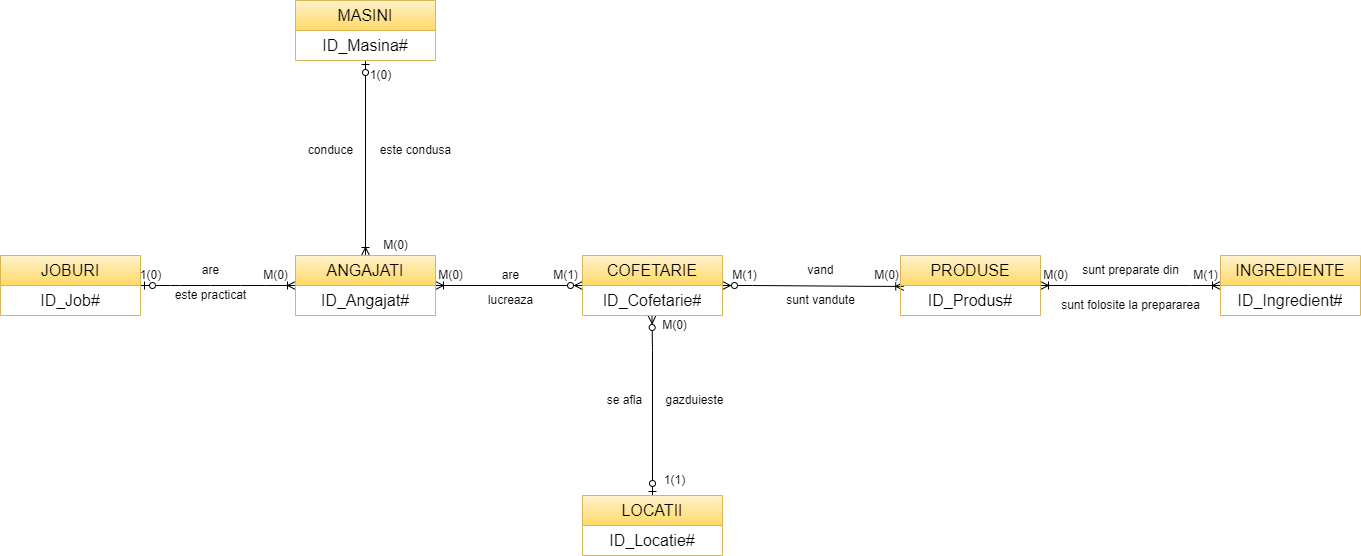 MASINI
ID_Masina#
1(0)
conduce
este condusa
M(0)
JOBURI
ID_Job#
1(0)
are
este practicat
M(0)
ANGAJATI
ID_Angajat#
M(0)
are
lucreaza
M(1)
COFETARIE
ID_Cofetarie#
M(1)
vand
sunt vandute
M(0)
PRODUSE
ID_Produs#
M(0)
sunt preparate din
sunt folosite la prepararea
M(1)
INGREDIENTE
ID_Ingredient#
M(0)
se afla
gazduieste
1(1)
LOCATII
ID_Locatie#